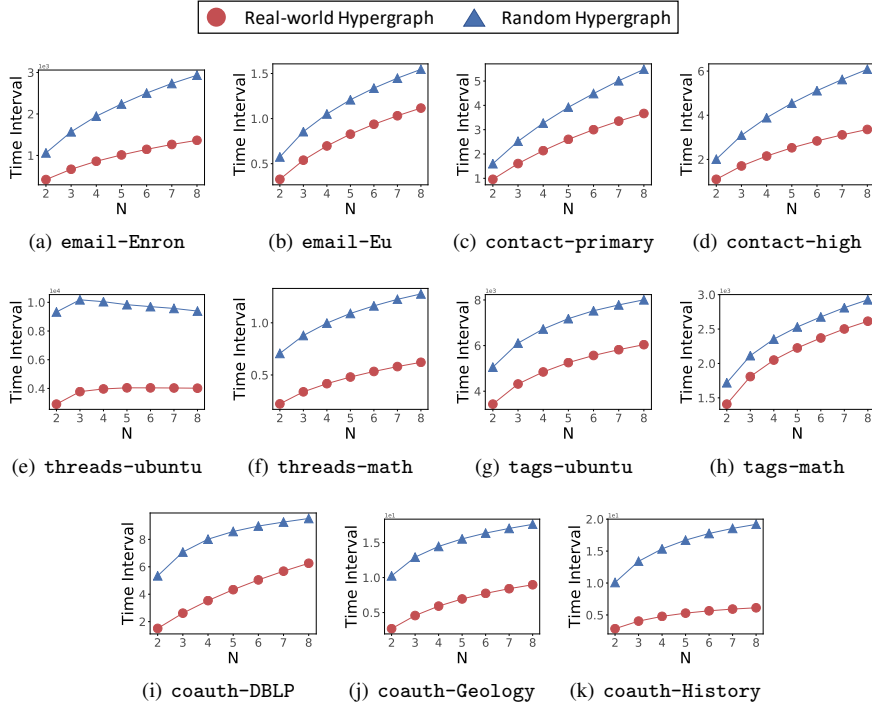 Real-world Hypergraph Random Hypergraph
1e3
Time Interval
3
2
1
2 3 4 5 6 7 8
N
(a) email-Enron
Time Interval
1.5
1.0
0.5
2 3 4 5 6 7 8
N
(b) email-Eu
Time Interval
5
4
3
2
1
2 3 4 5 6 7 8
N
(c) contact-primary
Time Interval
6
4
2
2 3 4 5 6 7 8
N
(d) contact-high
1e4
Time Interval
1.0
0.8
0.6
0.4
2 3 4 5 6 7 8
N
(e) threads-ubuntu
Time Interval
1.0
0.5
2 3 4 5 6 7 8
N
(f) threads-math
1e3
Time Interval
8
6
4
2 3 4 5 6 7 8
N
(g) tags-ubuntu
1e3
Time Interval
3.0
2.5
2.0
1.5
2 3 4 5 6 7 8
N
(h) tags-math
Time Interval
8
6
4
2
2 3 4 5 6 7 8
N
(i) coauth-DBLP
1e1
Time Interval
1.5
1.0
0.5
2 3 4 5 6 7 8
N
(j) coauth-Geology
1e1
Time Interval
2.0
1.5
1.0
0.5
2 3 4 5 6 7 8
N
(k) coauth-History